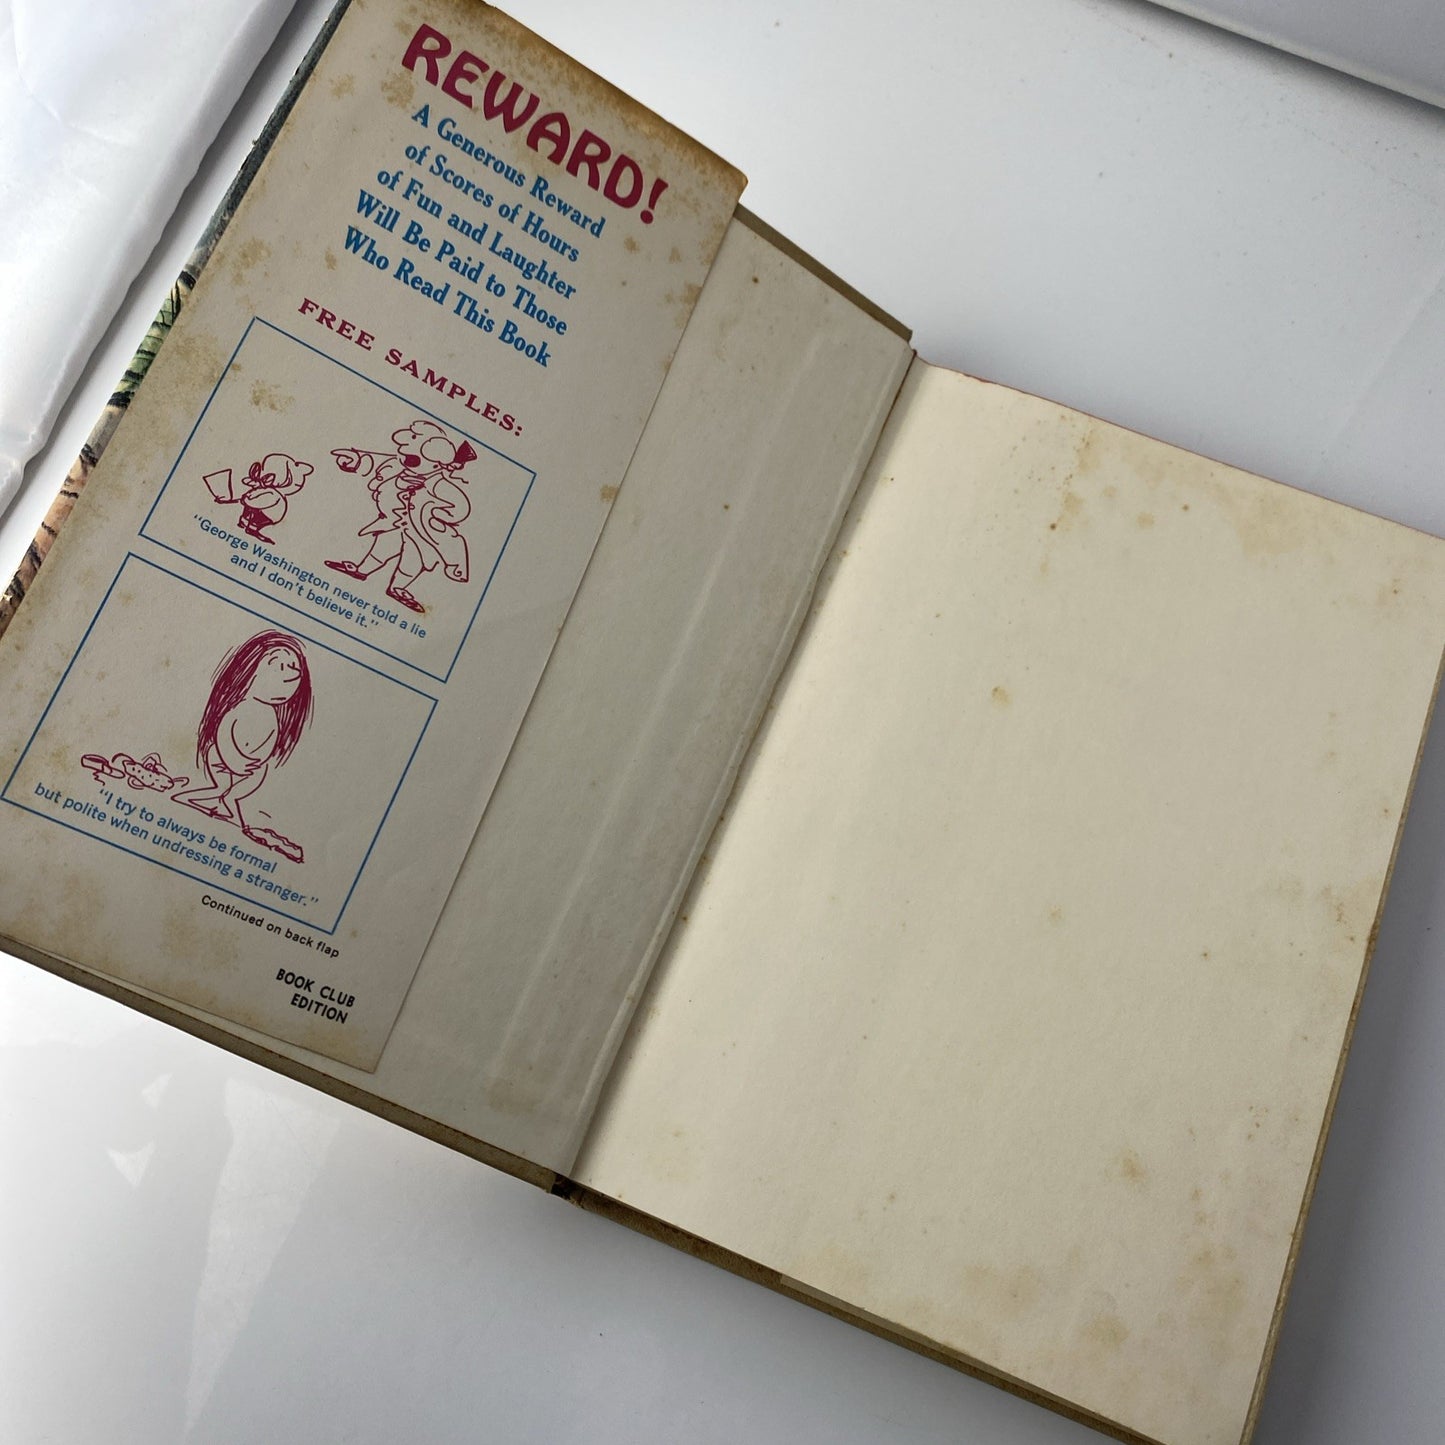 REWARD!
A Generous Reward
of Scores of Hours
of Fun and Laughter
Will Be Paid to Those
Who Read This Book
FREE SAMPLES:
"George Washington never told a lie
and I don't believe it."
"I try to always be formal
but polite when undressing a stranger."
Continued on back flap
BOOK CLUB
EDITION